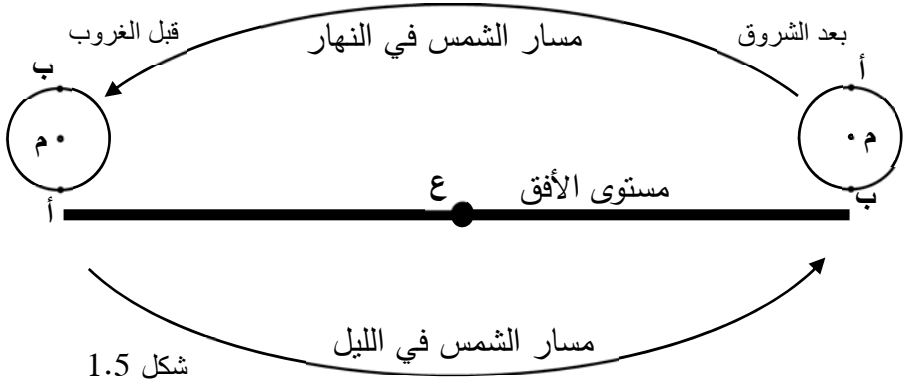 بعد الشروق
مسار الشمس في النهار
قبل الغروب
أ
م
ب
ب
م
أ
ع
مستوى الأفق
مسار الشمس في الليل
شكل 1.5